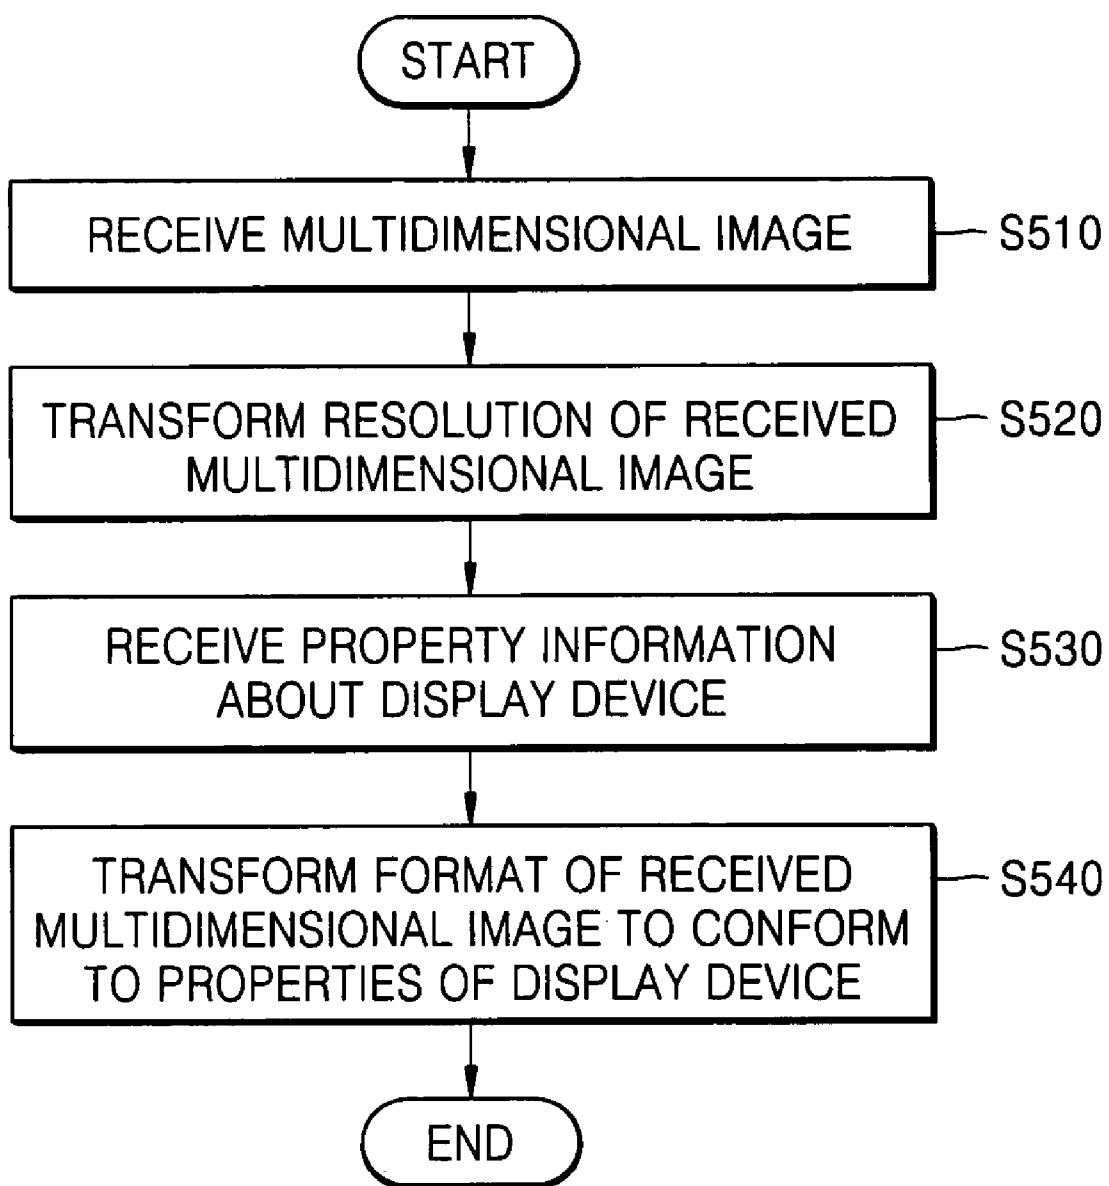 START
RECEIVE MULTIDIMENSIONAL IMAGE
S510
TRANSFORM RESOLUTION OF RECEIVED
MULTIDIMENSIONAL IMAGE
S520
RECEIVE PROPERTY INFORMATION
ABOUT DISPLAY DEVICE
S530
TRANSFORM FORMAT OF RECEIVED
MULTIDIMENSIONAL IMAGE TO CONFORM
TO PROPERTIES OF DISPLAY DEVICE
S540
END